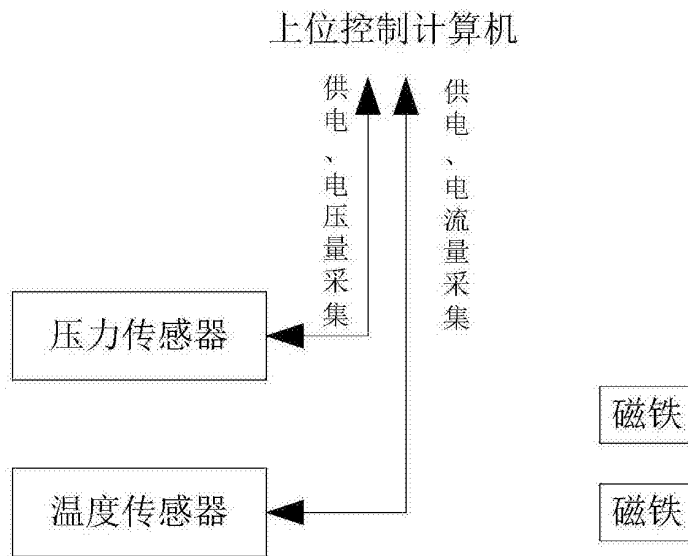 上位控制计算机
供电、电压量采集
供电、电流量采集
压力传感器
磁铁
温度传感器
磁铁